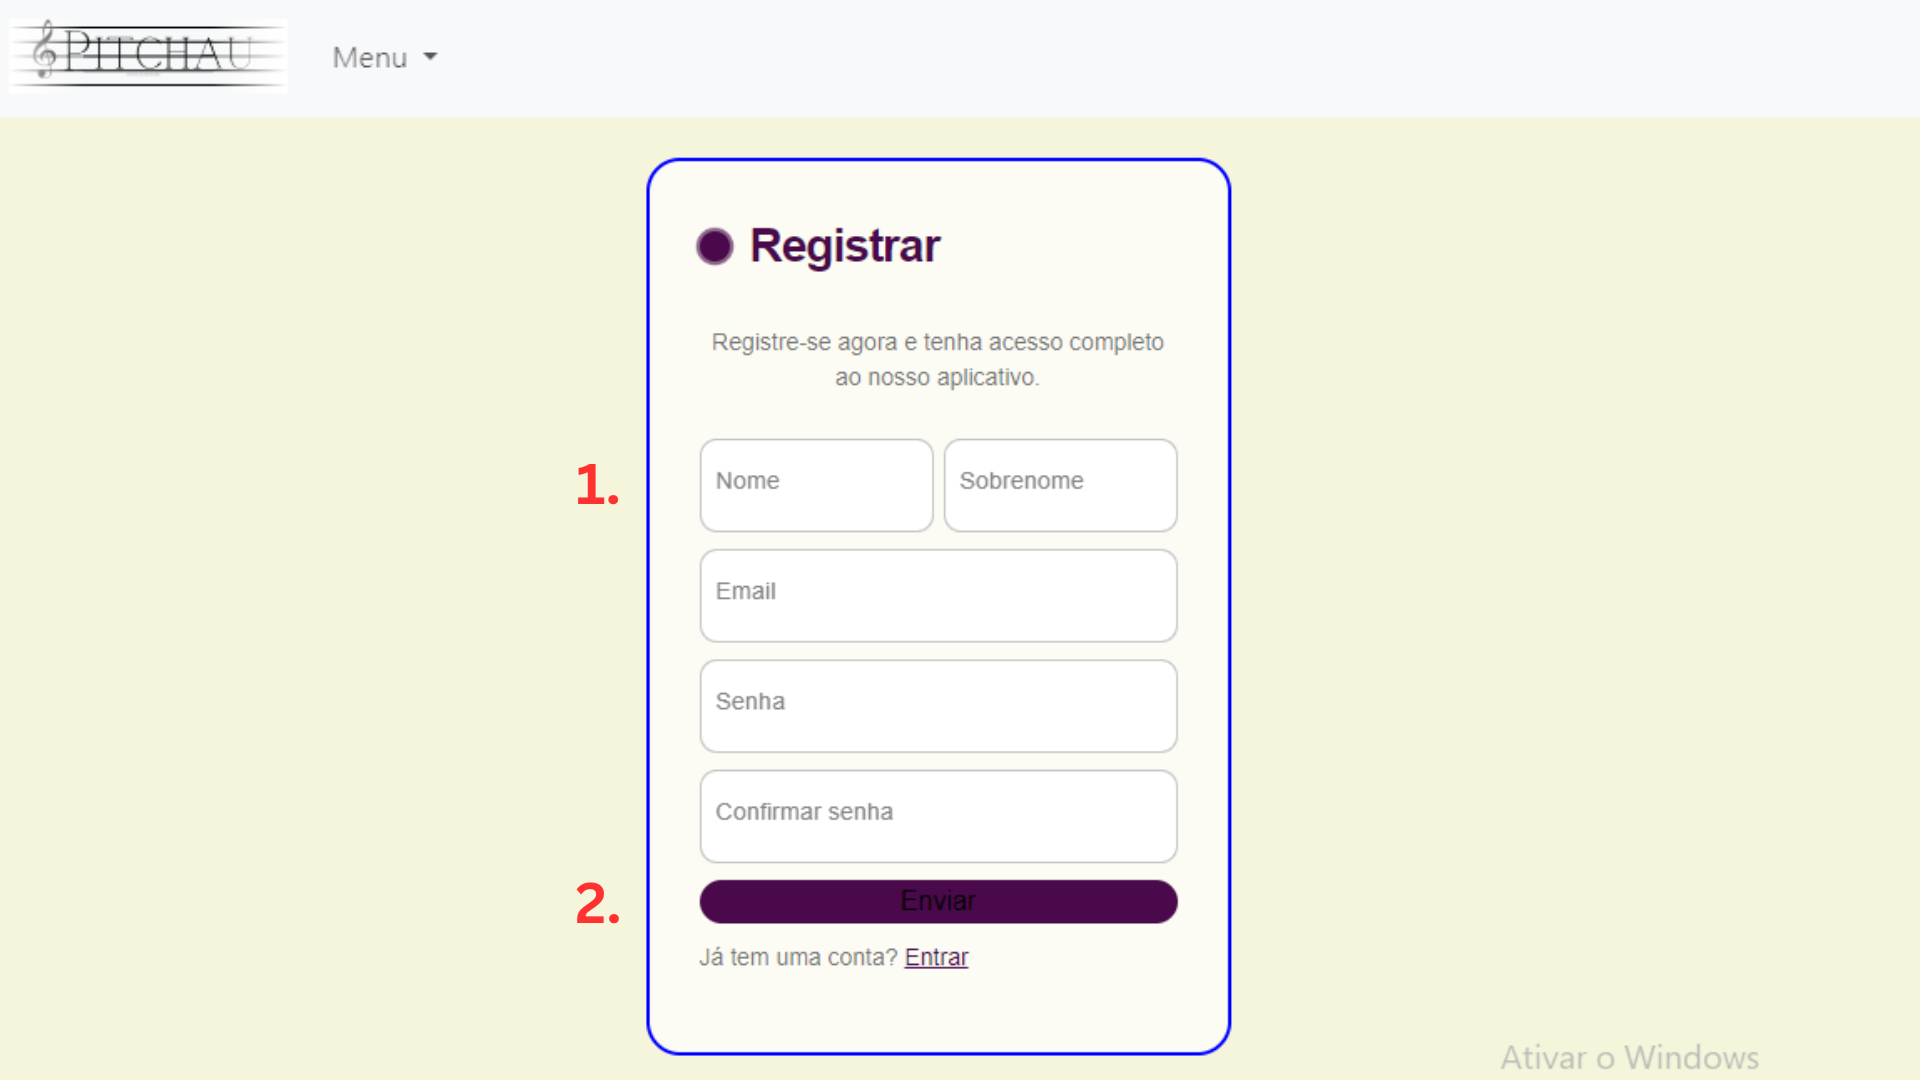 PITCHAU
Menu
Registrar
Registre-se agora e tenha acesso completo
ao nosso aplicativo.
1.
Nome
Sobrenome
Email
Senha
Confirmar senha
2.
Enviar
Já tem uma conta? Entrar
Ativar o Windows